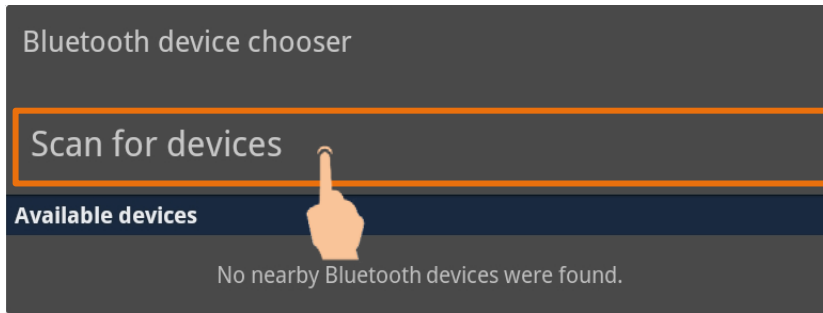 Bluetooth device chooser
Scan for devices
Available devices
No nearby Bluetooth devices were found.